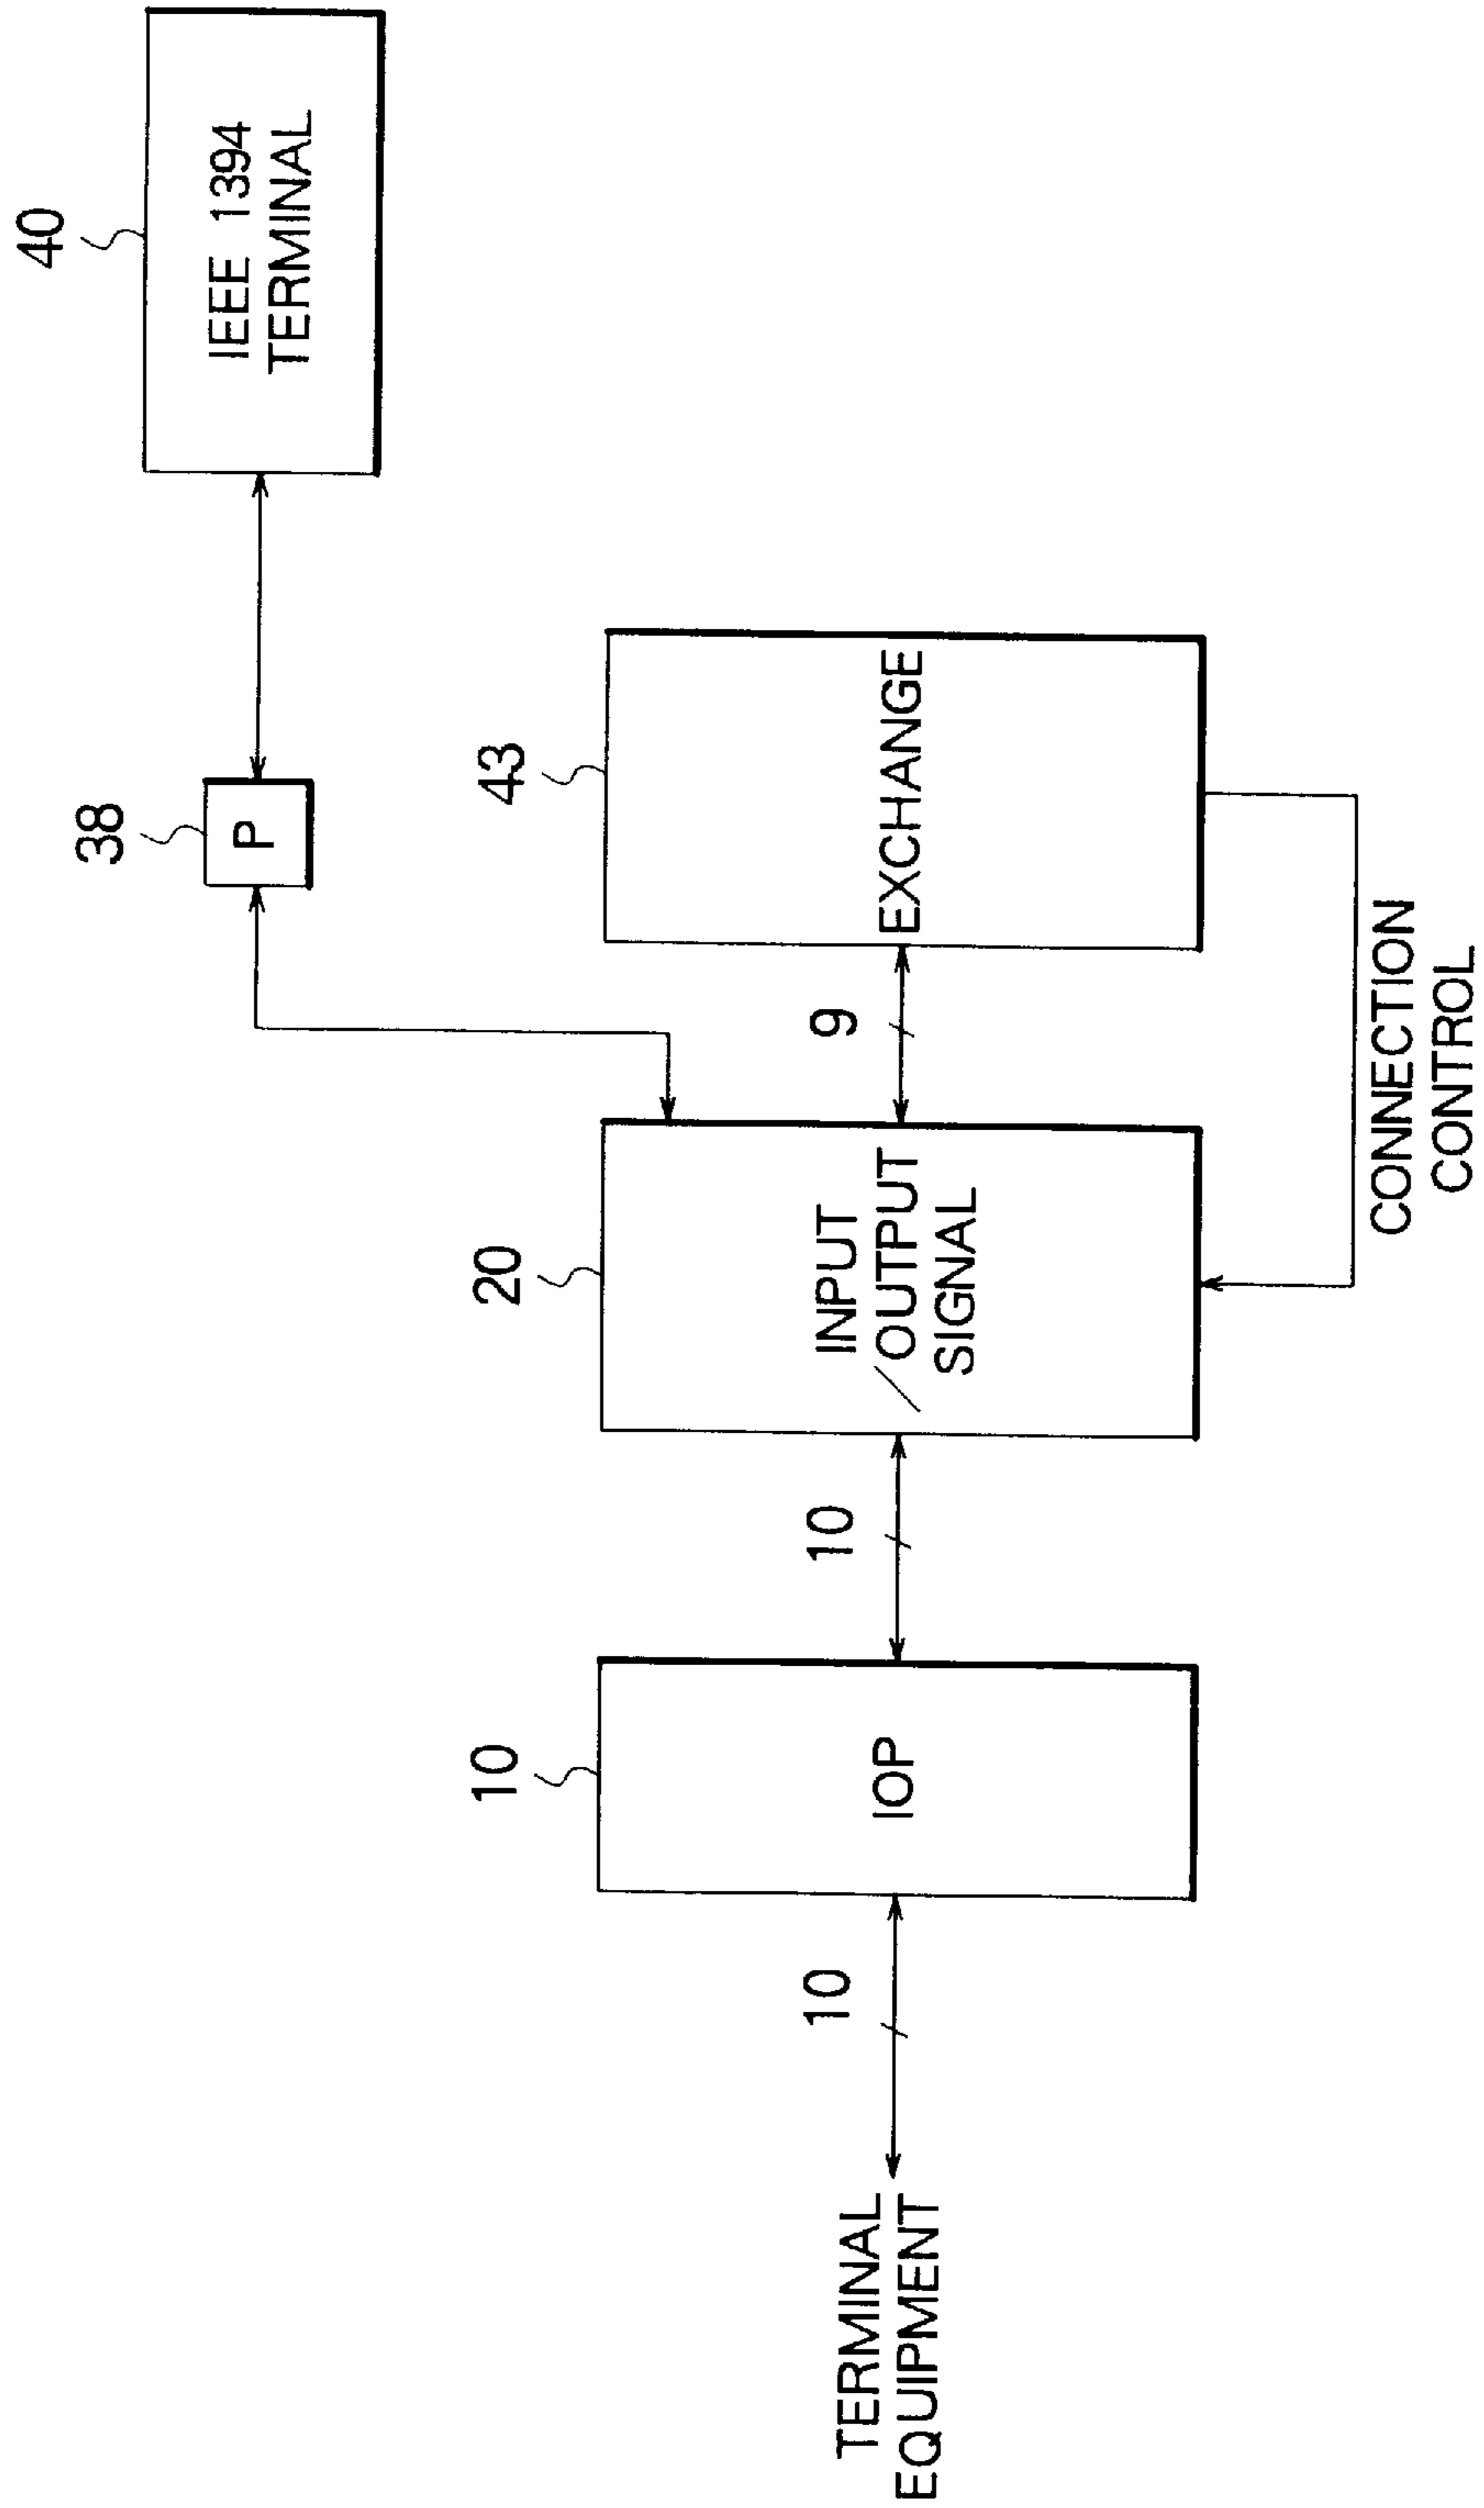 40
IEEE 1394
TERMINAL
38
P
43
EXCHANGE
9
20
INPUT
/OUTPUT
SIGNAL
CONNECTION
CONTROL
10
10
IOP
10
TERMINAL
EQUIPMENT